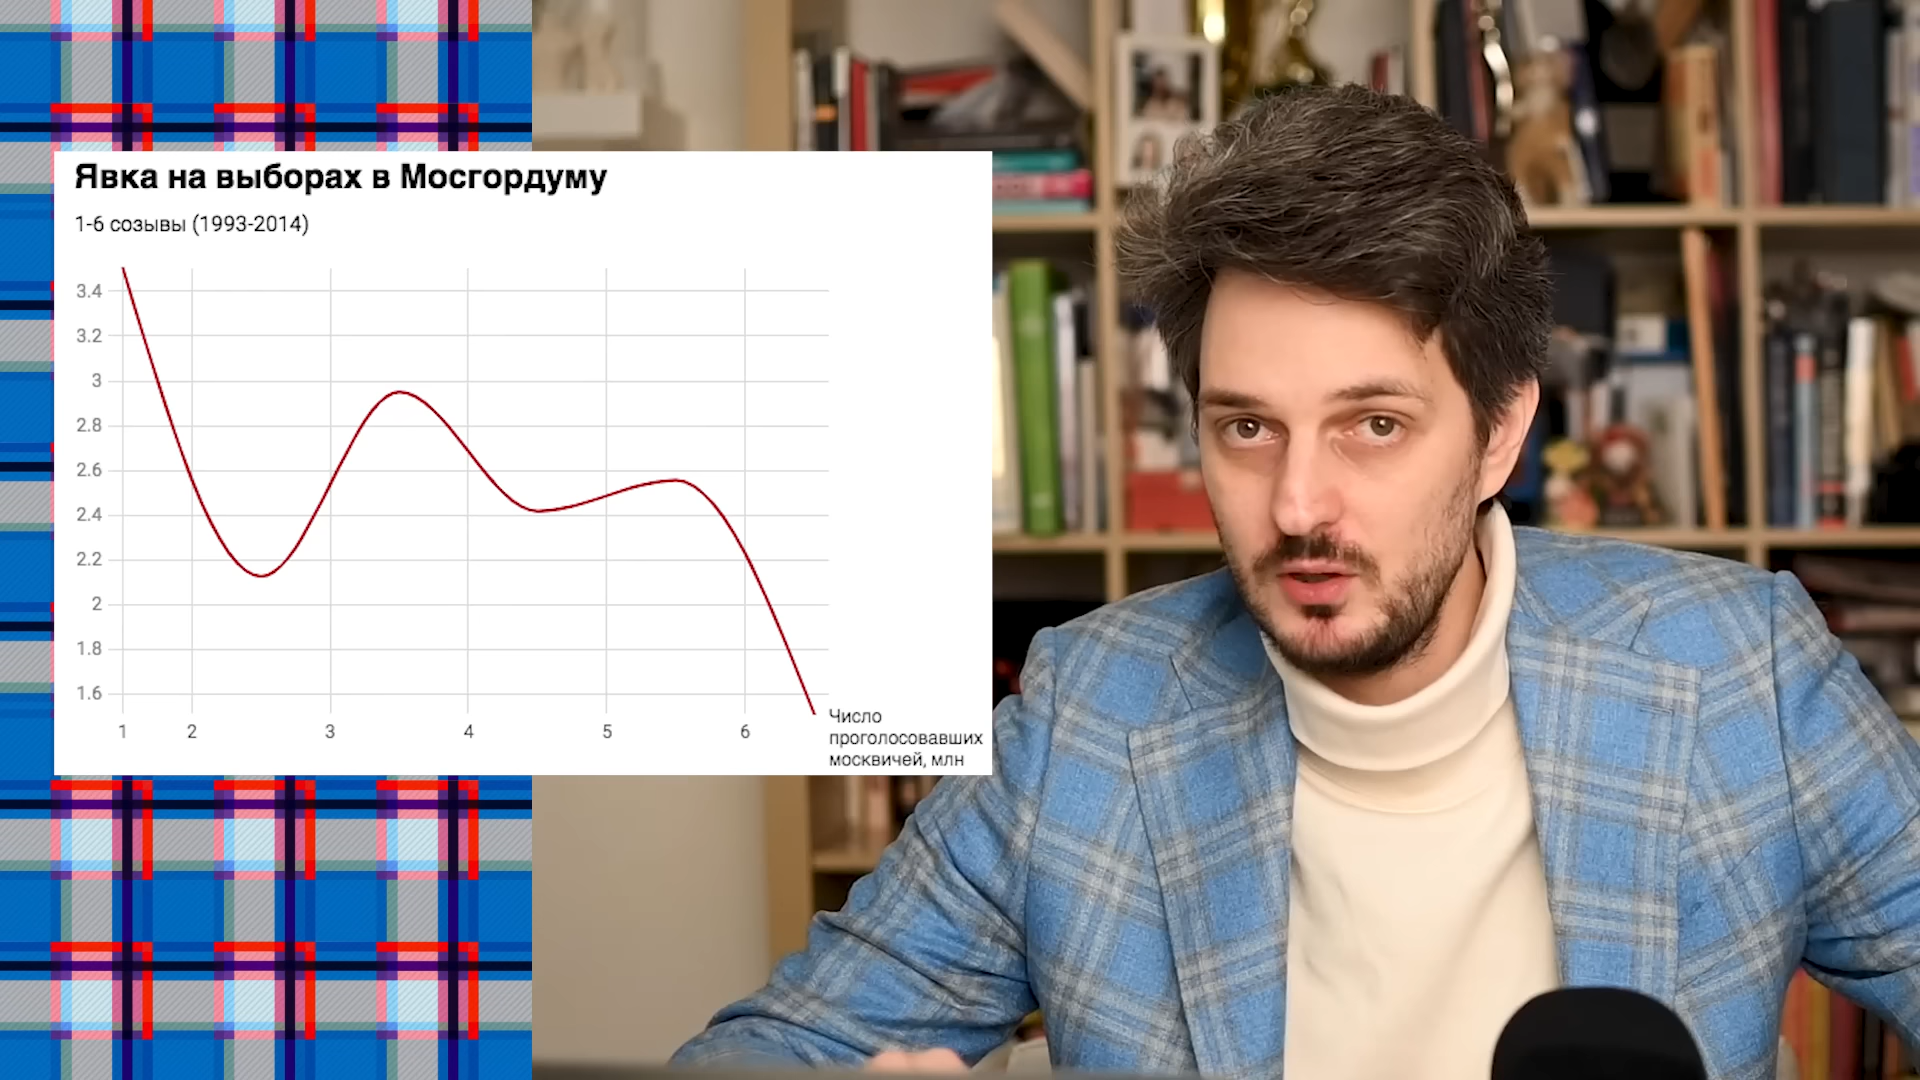 Явка на выборах в Мосгордуму
1-6 созывы (1993-2014)
3.4
3.2
3
2.8
2.6
2.4
2.2
2
1.8
1.6
1 2 3 4 5 6
Число
проголосовавших
москвичей, млн